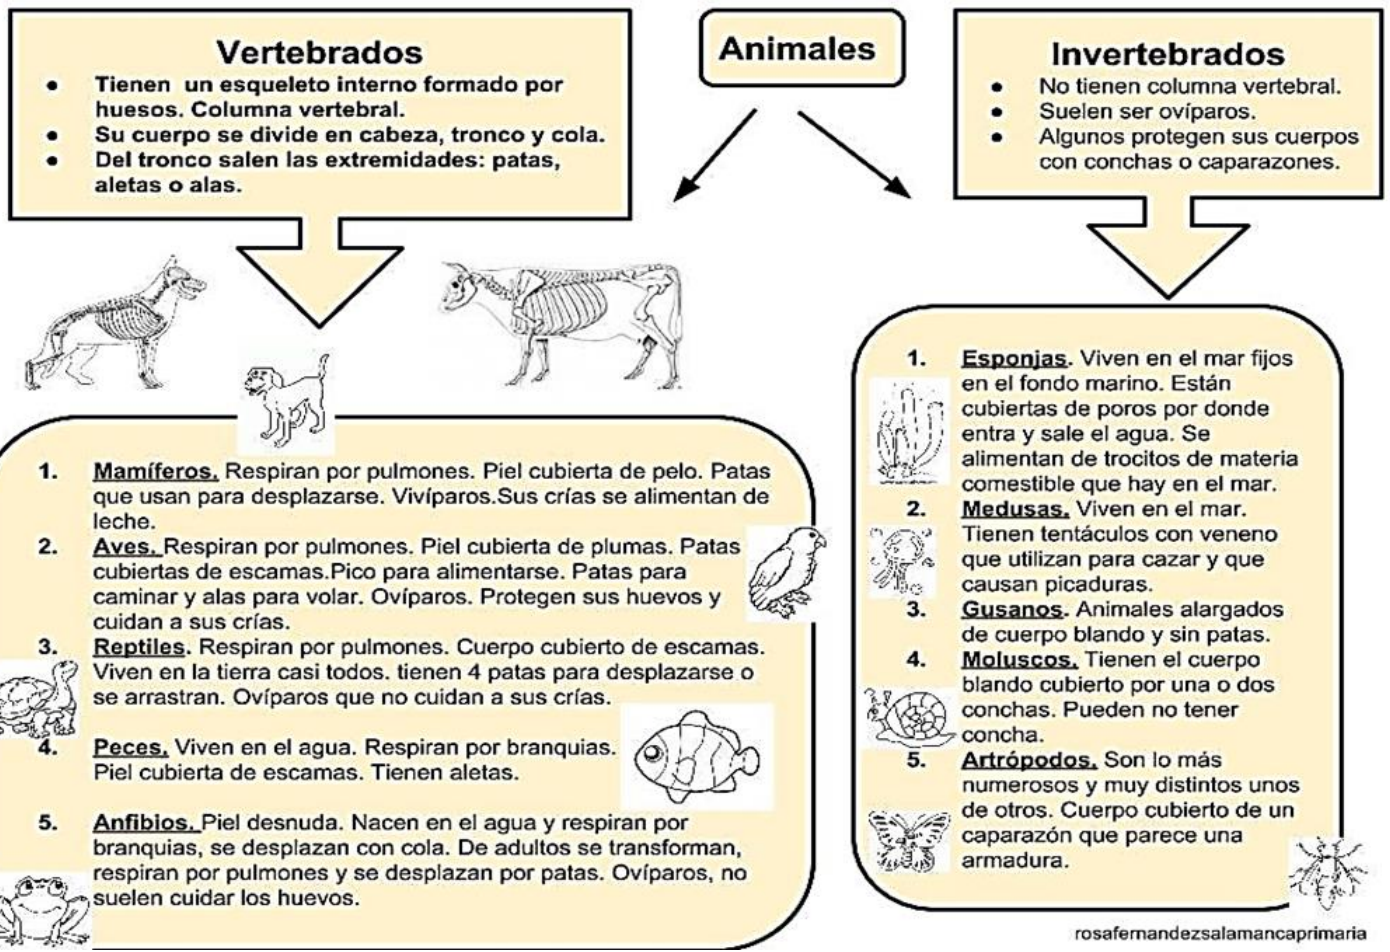 Animales
Vertebrados
• Tienen un esqueleto interno formado por
huesos. Columna vertebral.
• Su cuerpo se divide en cabeza, tronco y cola.
• Del tronco salen las extremidades: patas,
aletas o alas.
1. Mamíferos. Respiran por pulmones. Piel cubierta de pelo. Patas
que usan para desplazarse. Vivíparos.Sus crías se alimentan de
leche.
2. Aves. Respiran por pulmones. Piel cubierta de plumas. Patas
cubiertas de escamas.Pico para alimentarse. Patas para
caminar y alas para volar. Ovíparos. Protegen sus huevos y
cuidan a sus crías.
3. Reptiles. Respiran por pulmones. Cuerpo cubierto de escamas.
Viven en la tierra casi todos. tienen 4 patas para desplazarse o
se arrastran. Ovíparos que no cuidan a sus crías.
4. Peces. Viven en el agua. Respiran por branquias.
Piel cubierta de escamas. Tienen aletas.
5. Anfibios. Piel desnuda. Nacen en el agua y respiran por
branquias, se desplazan con cola. De adultos se transforman,
respiran por pulmones y se desplazan por patas. Ovíparos, no
suelen cuidar los huevos.
Invertebrados
• No tienen columna vertebral.
• Suelen ser ovíparos.
• Algunos protegen sus cuerpos
con conchas o caparazones.
1. Esponjas. Viven en el mar fijos
en el fondo marino. Están
cubiertas de poros por donde
entra y sale el agua. Se
alimentan de trocitos de materia
comestible que hay en el mar.
2. Medusas. Viven en el mar.
Tienen tentáculos con veneno
que utilizan para cazar y que
causan picaduras.
3. Gusanos. Animales alargados
de cuerpo blando y sin patas.
4. Moluscos. Tienen el cuerpo
blando cubierto por una o dos
conchas. Pueden no tener
concha.
5. Artrópodos. Son lo más
numerosos y muy distintos unos
de otros. Cuerpo cubierto de un
caparazón que parece una
armadura.
rosafernandezsalamancaprimaria